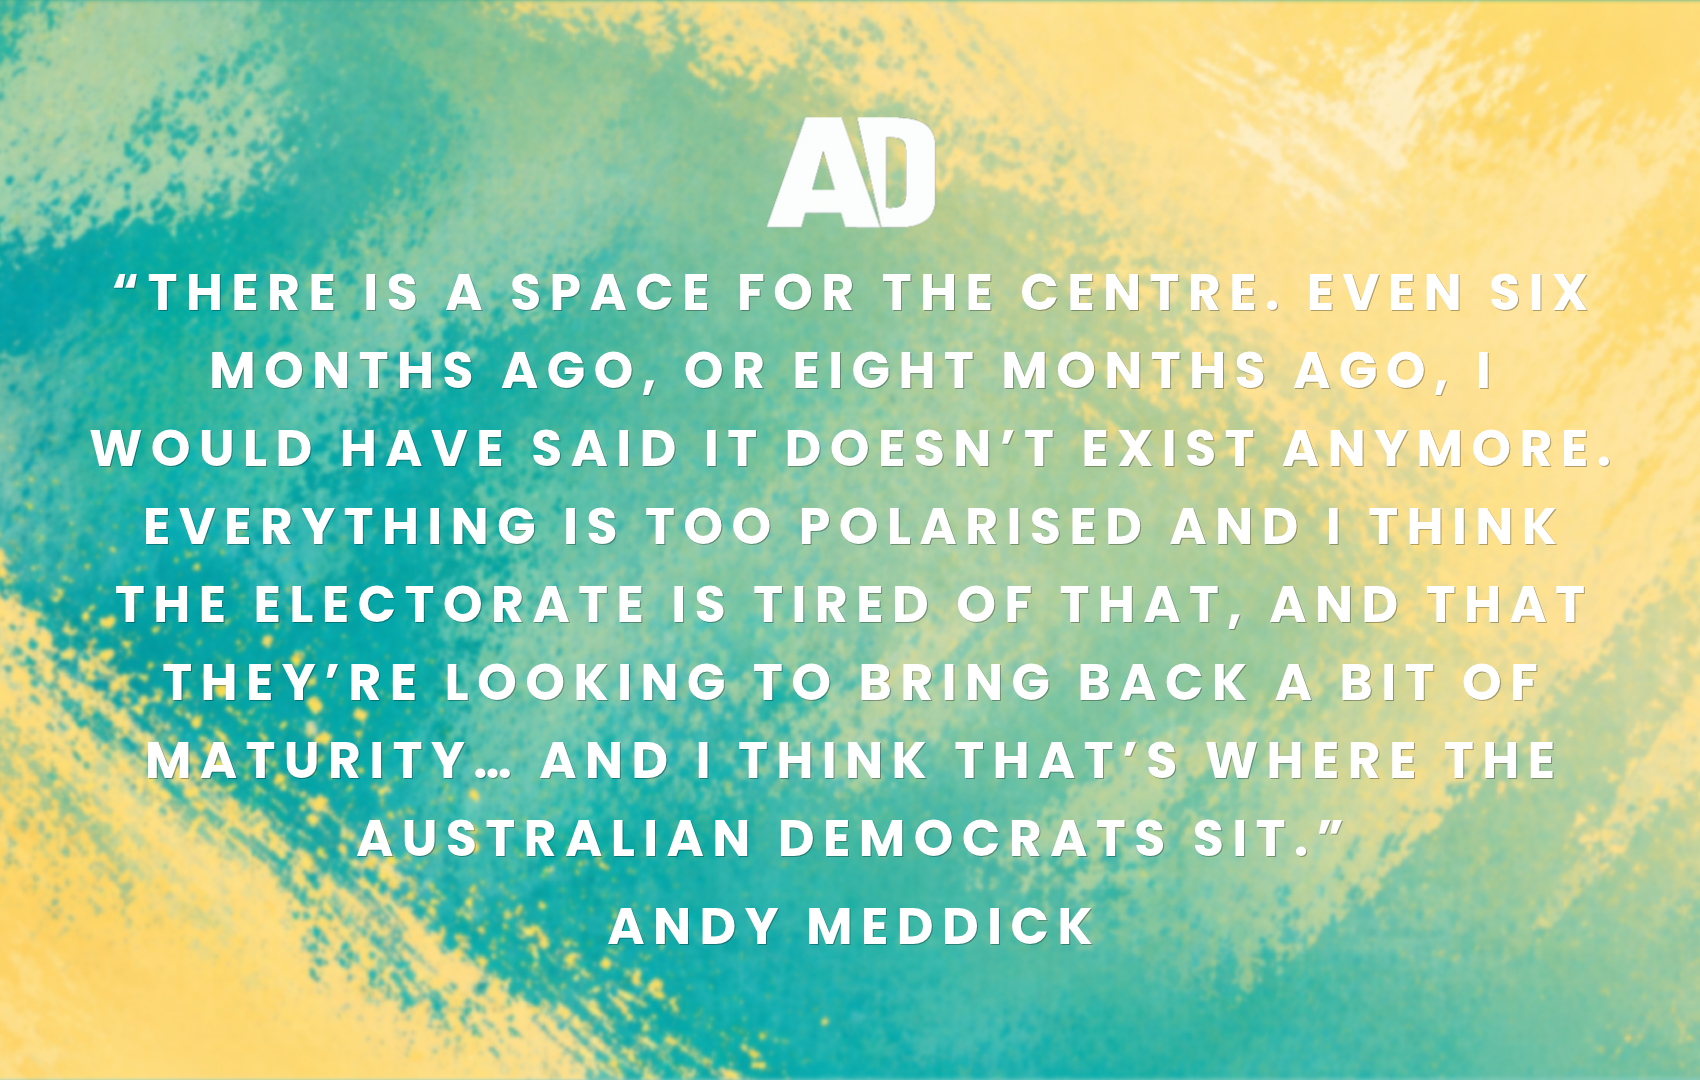 AD
“THERE IS A SPACE FOR THE CENTRE. EVEN SIX
MONTHS AGO, OR EIGHT MONTHS AGO, I
WOULD HAVE SAID IT DOESN’T EXIST ANYMORE.
EVERYTHING IS TOO POLARISED AND I THINK
THE ELECTORATE IS TIRED OF THAT, AND THAT
THEY’RE LOOKING TO BRING BACK A BIT OF
MATURITY… AND I THINK THAT’S WHERE THE
AUSTRALIAN DEMOCRATS SIT.”
ANDY MEDDICK